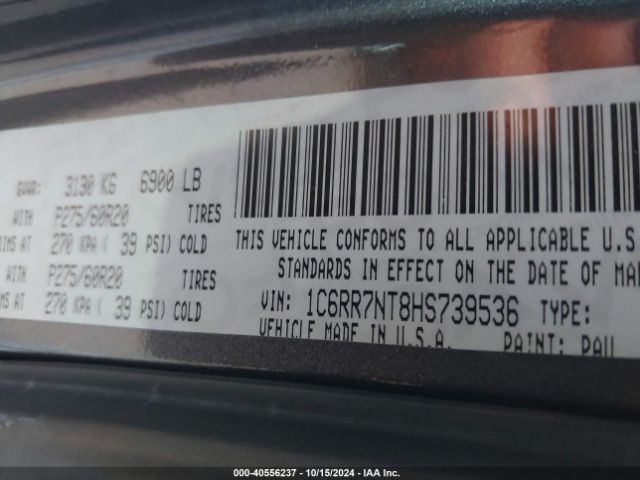 GVWR: 3130 KG 6900 LB
WITH P275/60R20 TIRES
RIMS AT 270 KPA ( 39 PSI) COLD
WITH P275/60R20 TIRES
RIMS AT 270 KPA ( 39 PSI) COLD
THIS VEHICLE CONFORMS TO ALL APPLICABLE U.S
STANDARDS IN EFFECT ON THE DATE OF MA
VIN: 1C6RR7NT8HS739536 TYPE:
VEHICLE MADE IN U.S.A. PAINT: PAU
000-40556237 - 10/15/2024 - IAA Inc.